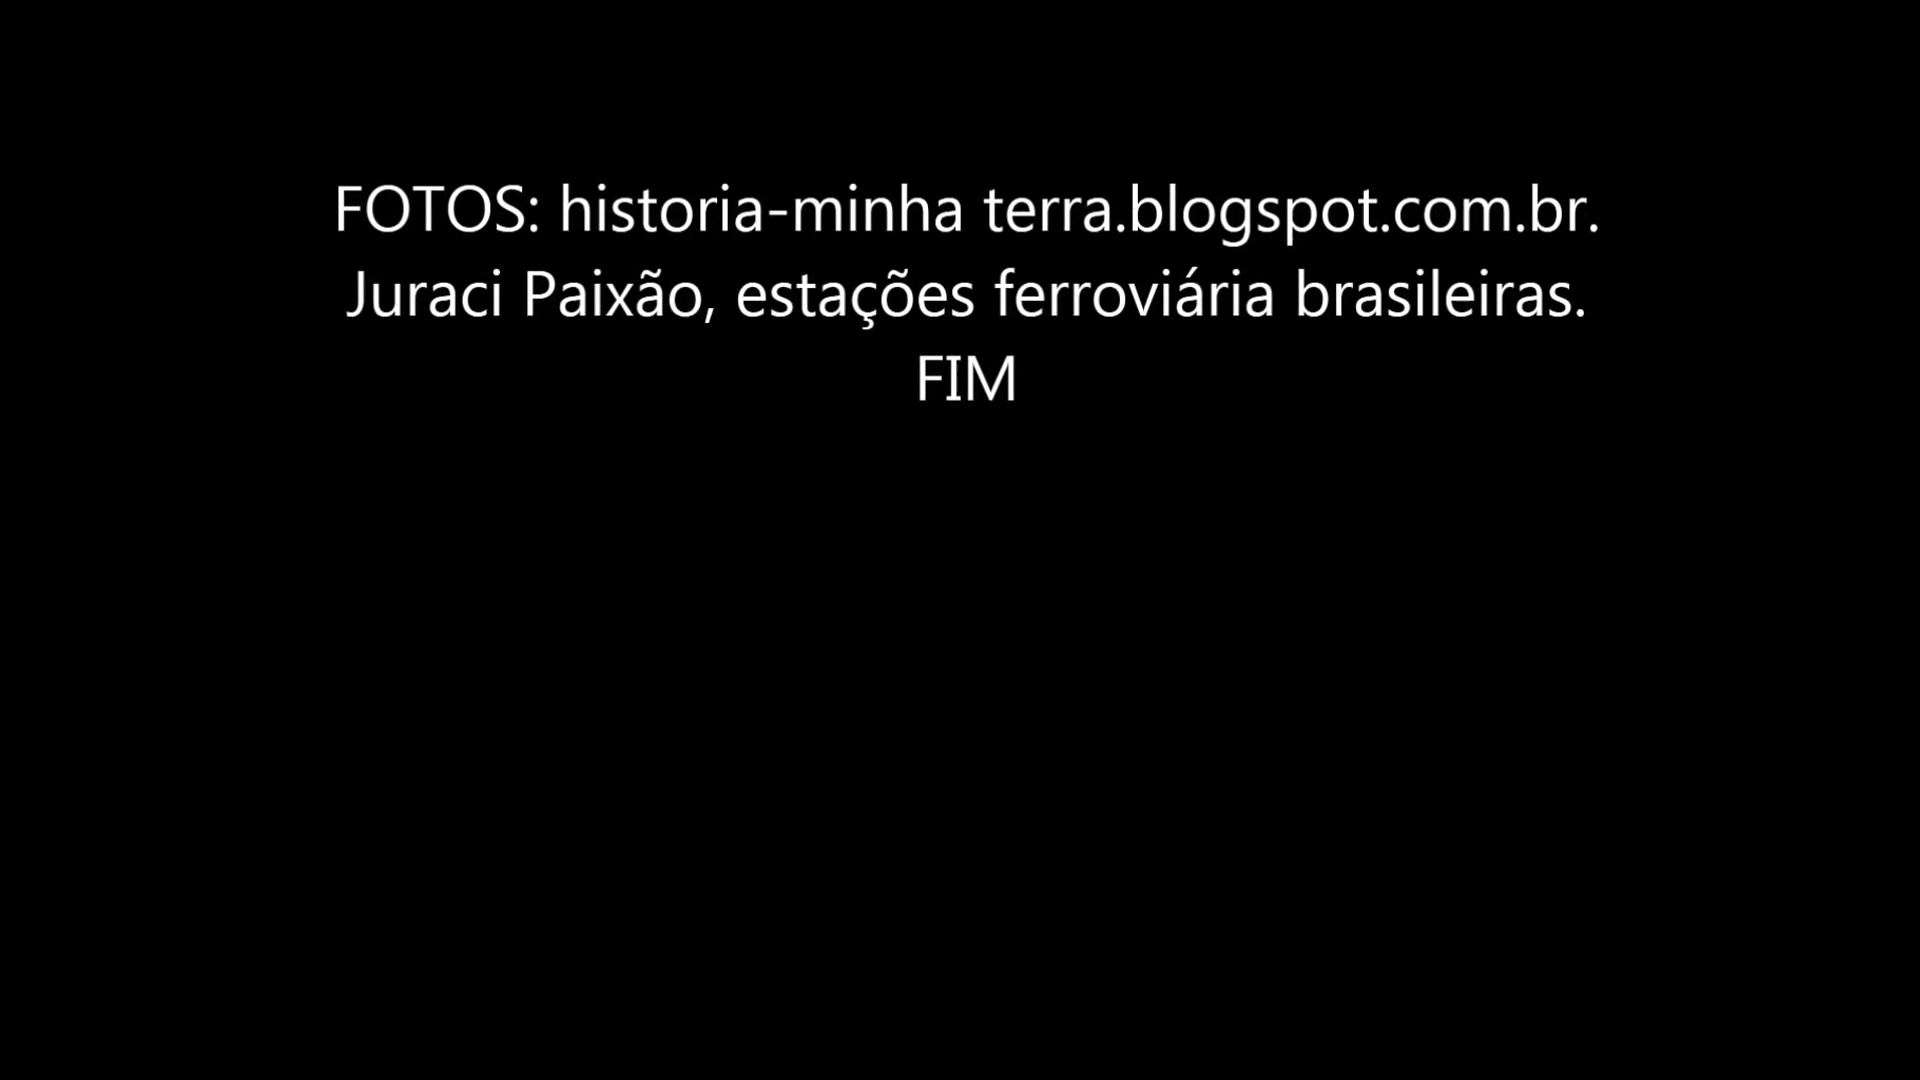 FOTOS: historia-minha terra.blogspot.com.br.
Juraci Paixão, estações ferroviária brasileiras.
FIM